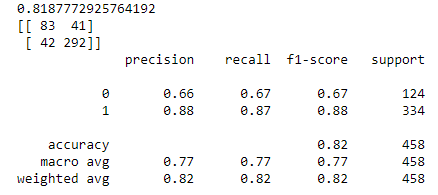 0.8187772925764192
[[ 83  41]
 [ 42 292]]
              precision    recall  f1-score   support

           0       0.66      0.67      0.67       124
           1       0.88      0.87      0.88       334

    accuracy                           0.82       458
   macro avg       0.77      0.77      0.77       458
weighted avg       0.82      0.82      0.82       458